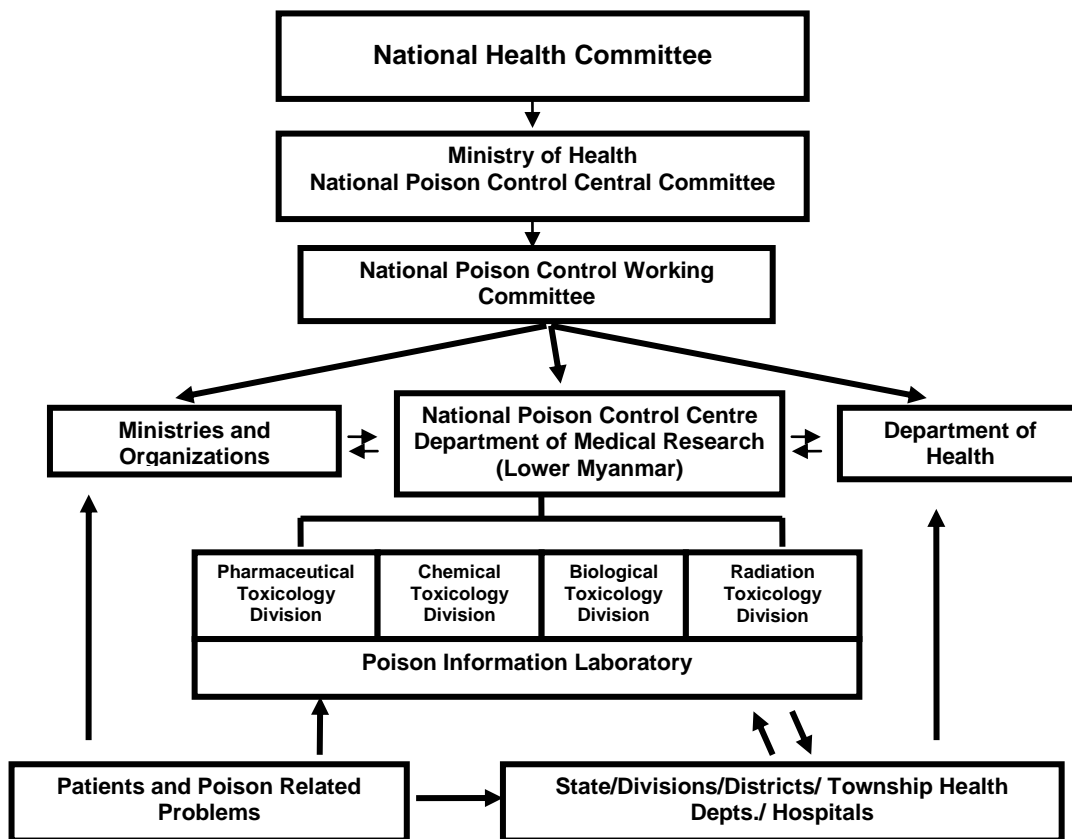 National Health Committee
Ministry of Health
National Poison Control Central Committee
National Poison Control Working
Committee
Ministries and
Organizations
National Poison Control Centre
Department of Medical Research
(Lower Myanmar)
Department of
Health
Pharmaceutical
Toxicology
Division
Chemical
Toxicology
Division
Biological
Toxicology
Division
Radiation
Toxicology
Division
Poison Information Laboratory
Patients and Poison Related
Problems
State/Divisions/Districts/ Township Health
Depts./ Hospitals